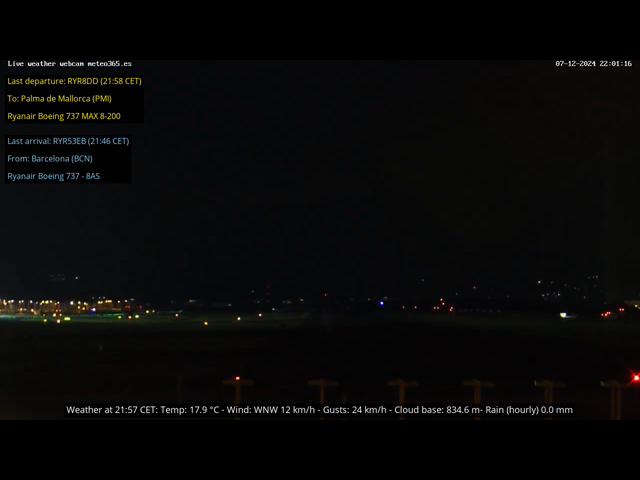 Live weather webcam meteo365.es
07-12-2024 22:01:16
Last departure: RYR8DD (21:58 CET)
To: Palma de Mallorca (PMI)
Ryanair Boeing 737 MAX 8-200
Last arrival: RYR53EB (21:46 CET)
From: Barcelona (BCN)
Ryanair Boeing 737 - 8AS
Weather at 21:57 CET: Temp: 17.9 °C - Wind: WNW 12 km/h - Gusts: 24 km/h - Cloud base: 834.6 m- Rain (hourly) 0.0 mm